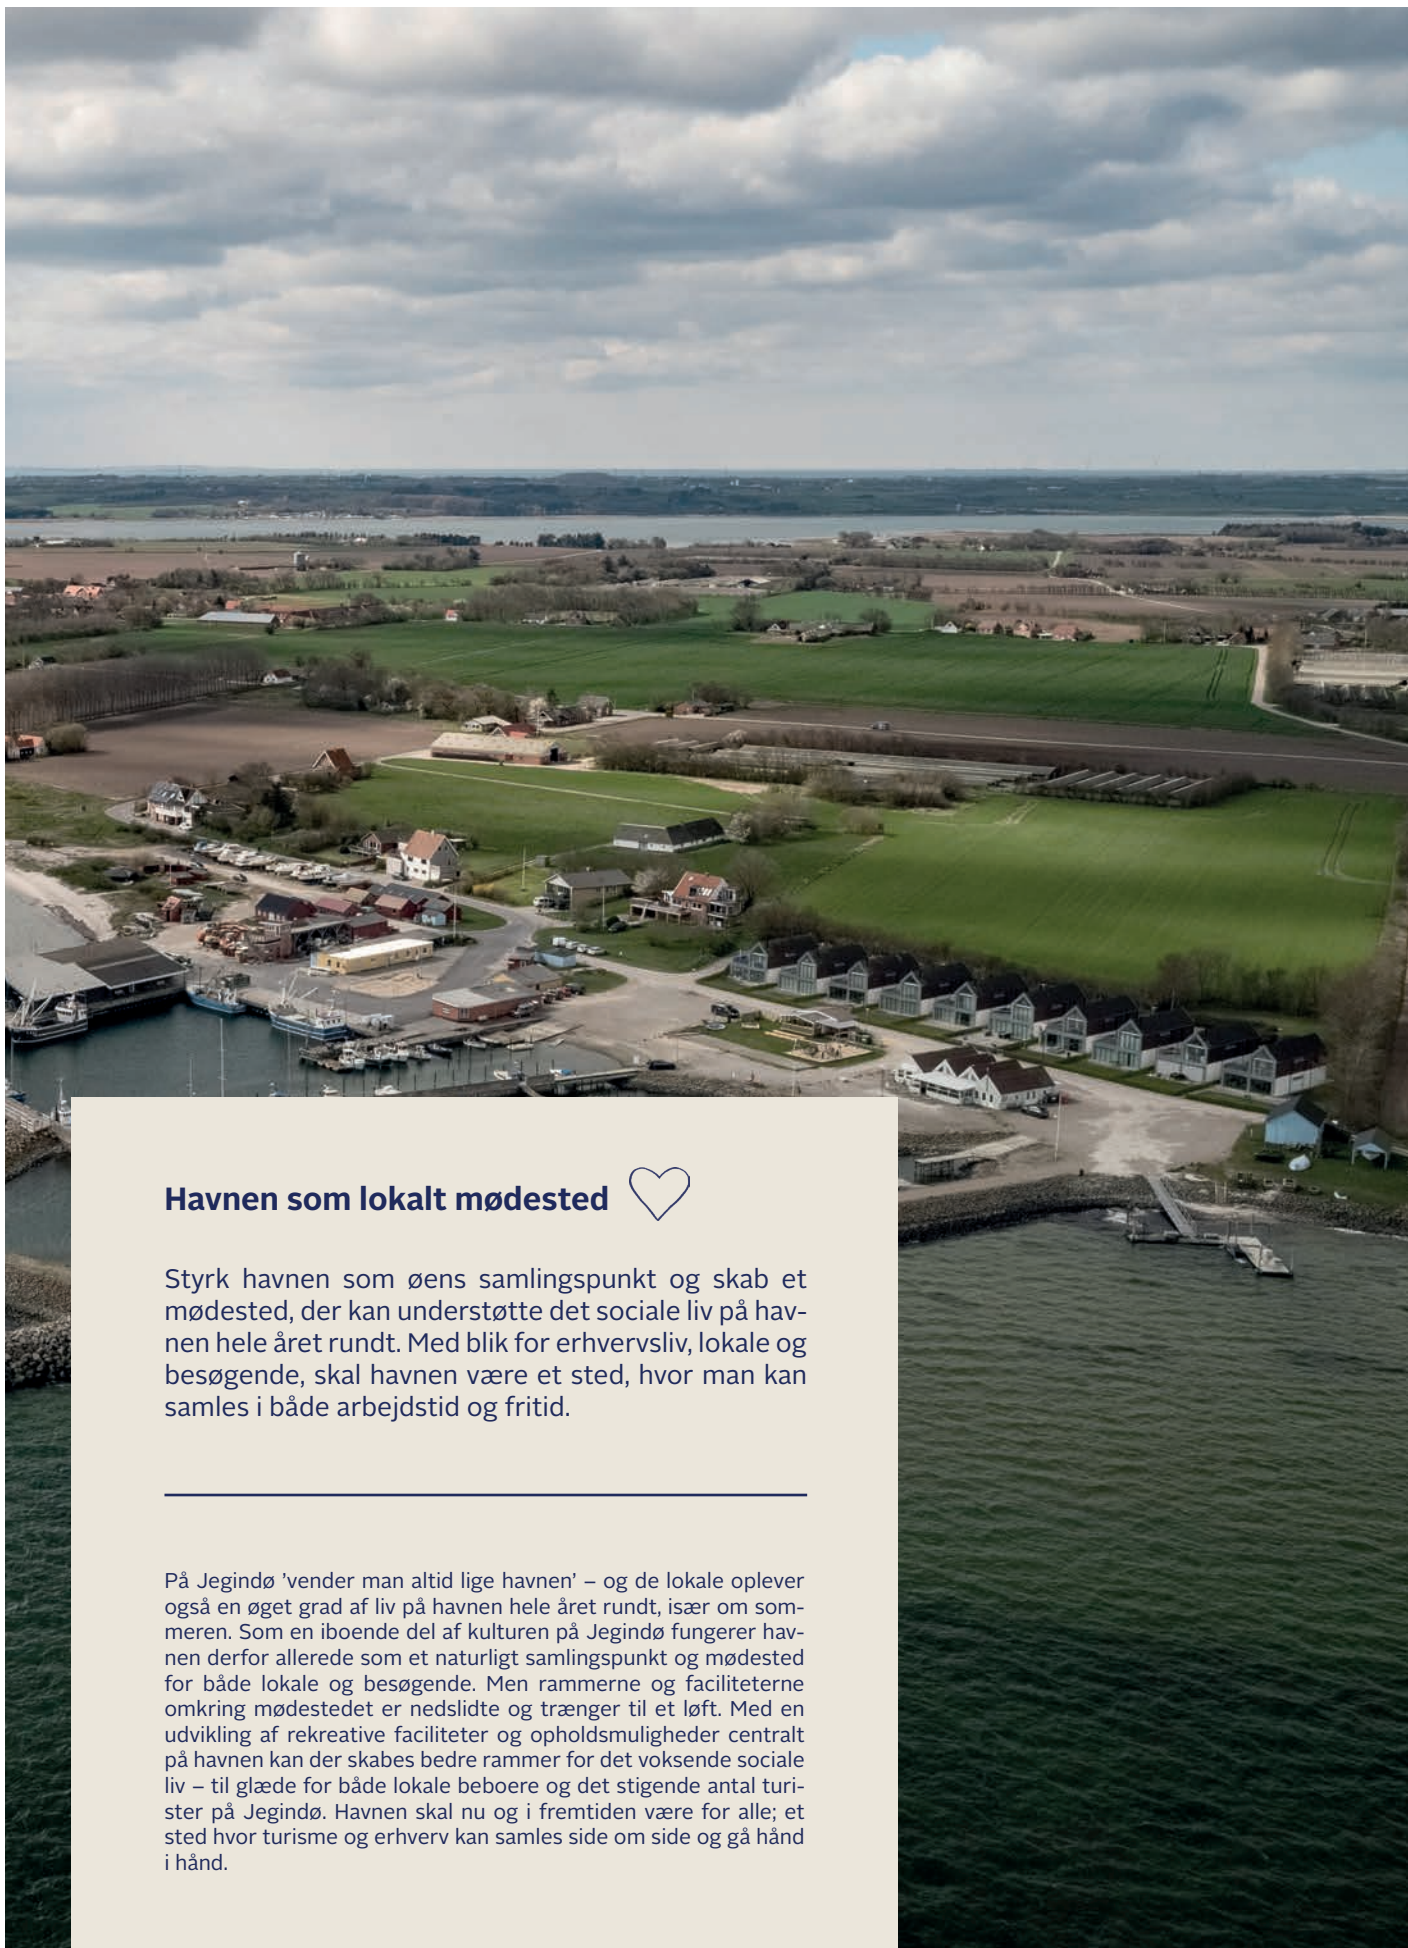 Havnen som lokalt mødested
Styrk havnen som øens samlingspunkt og skab et
mødested, der kan understøtte det sociale liv på hav-
nen hele året rundt. Med blik for erhvervsliv, lokale og
besøgende, skal havnen være et sted, hvor man kan
samles i både arbejdstid og fritid.
På Jegindø ’vender man altid lige havnen’ – og de lokale oplever
også en øget grad af liv på havnen hele året rundt, især om som-
meren. Som en iboende del af kulturen på Jegindø fungerer hav-
nen derfor allerede som et naturligt samlingspunkt og mødested
for både lokale og besøgende. Men rammerne og faciliteterne
omkring mødestedet er nedslidte og trænger til et løft. Med en
udvikling af rekreative faciliteter og opholdsmuligheder centralt
på havnen kan der skabes bedre rammer for det voksende sociale
liv – til glæde for både lokale beboere og det stigende antal turi-
ster på Jegindø. Havnen skal nu og i fremtiden være for alle; et
sted hvor turisme og erhverv kan samles side om side og gå hånd
i hånd.